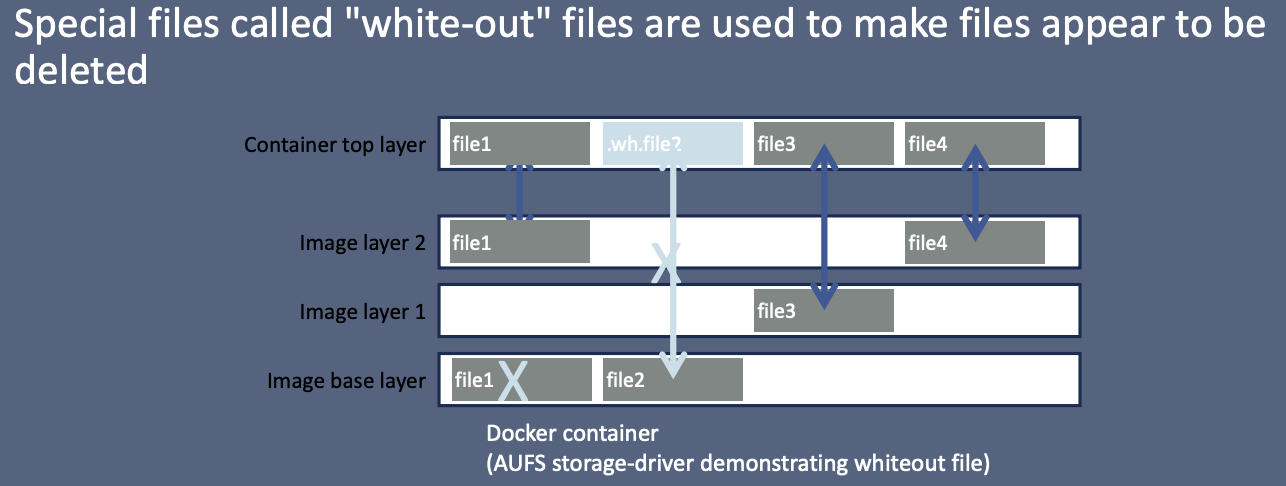 Special files called "white-out" files are used to make files appear to be
deleted
Container top layer
file1
.wh.file2
file3
file4
Image layer 2
file1
file4
Image layer 1
file3
Image base layer
file1
X
file2
X
Docker container
(AUFS storage-driver demonstrating whiteout file)